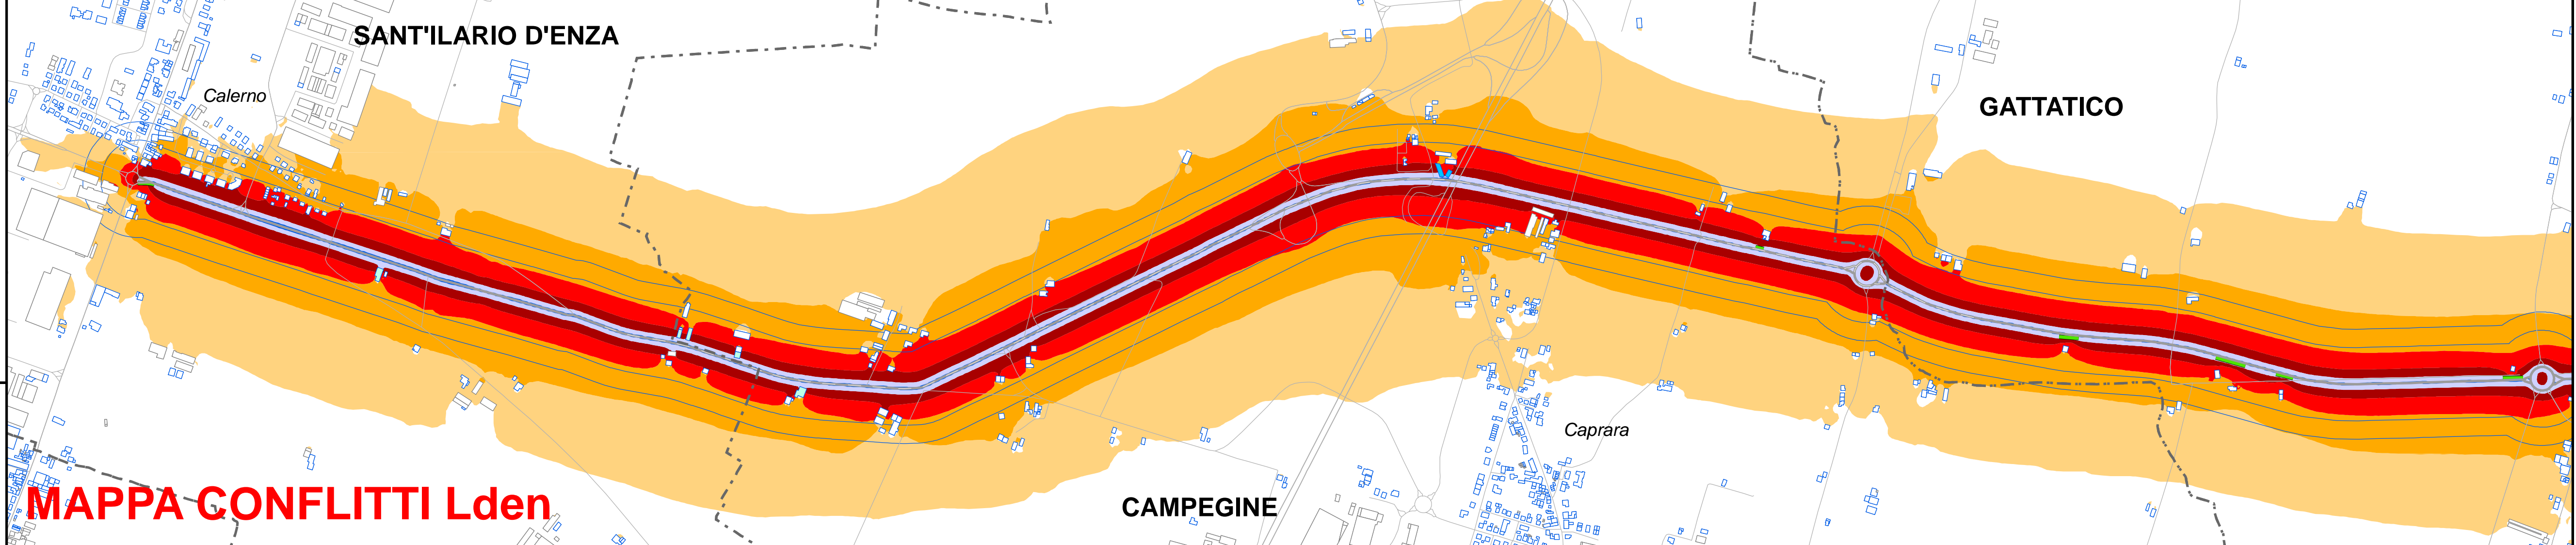 SANT'ILARIO D'ENZA
Calerno
GATTATICO
Caprara
CAMPEGINE
MAPPA CONFLITTI Lden